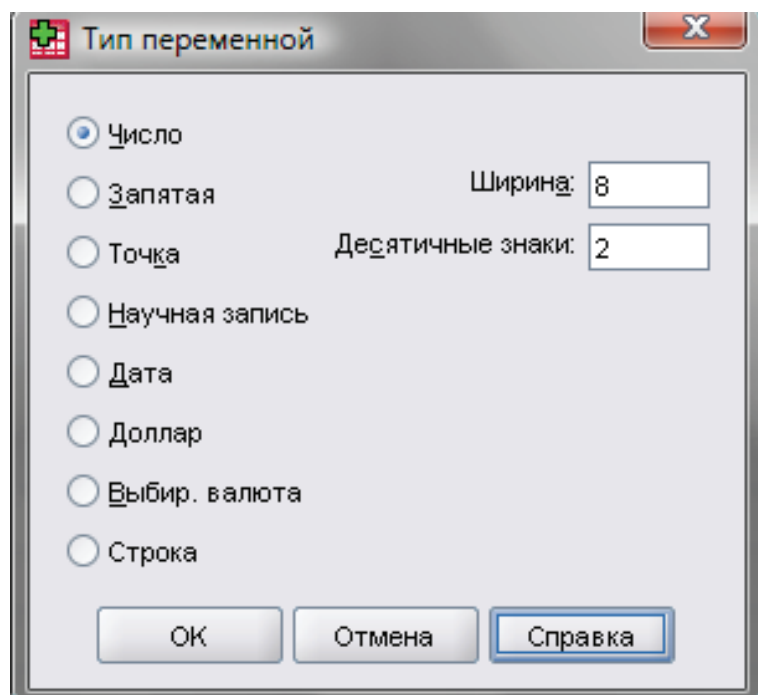 Тип переменной
Число
Запятая
Ширина: 8
Точка
Десятичные знаки: 2
Научная запись
Дата
Доллар
Выбир. валюта
Строка
OK Отмена Справка